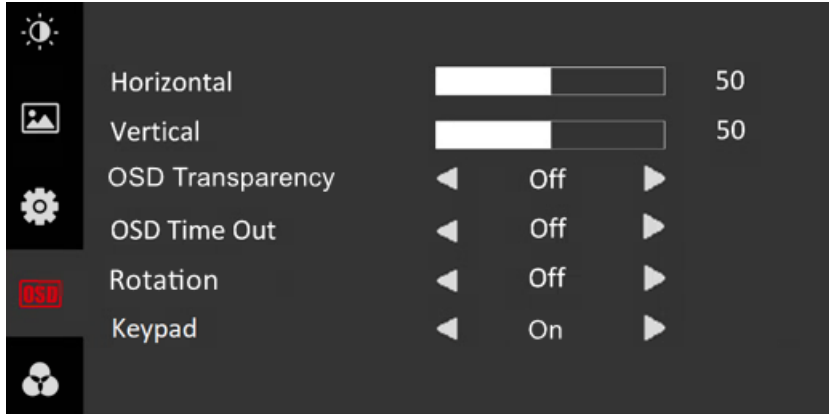 Horizontal 50
Vertical 50
OSD Transparency Off
OSD Time Out Off
OSD Rotation Off
Keypad On